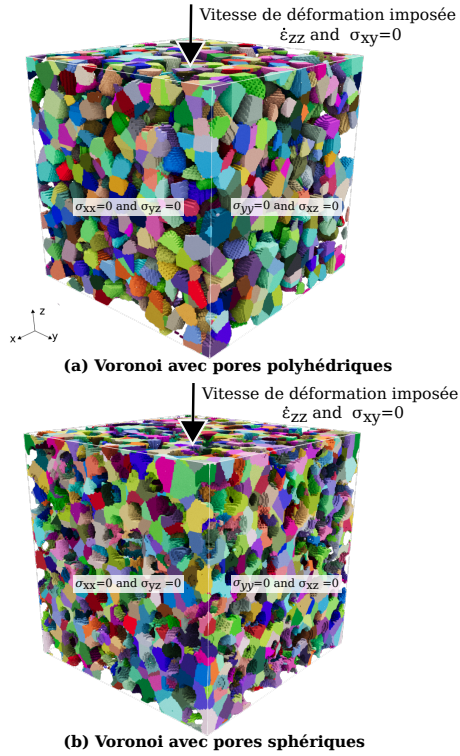 Vitesse de déformation imposée
ε̇zz and σxy=0
σxx=0 and σyz=0
σyy=0 and σxz=0
z
x
y
(a) Voronoi avec pores polyhédriques
Vitesse de déformation imposée
ε̇zz and σxy=0
σxx=0 and σyz=0
σyy=0 and σxz=0
(b) Voronoi avec pores sphériques